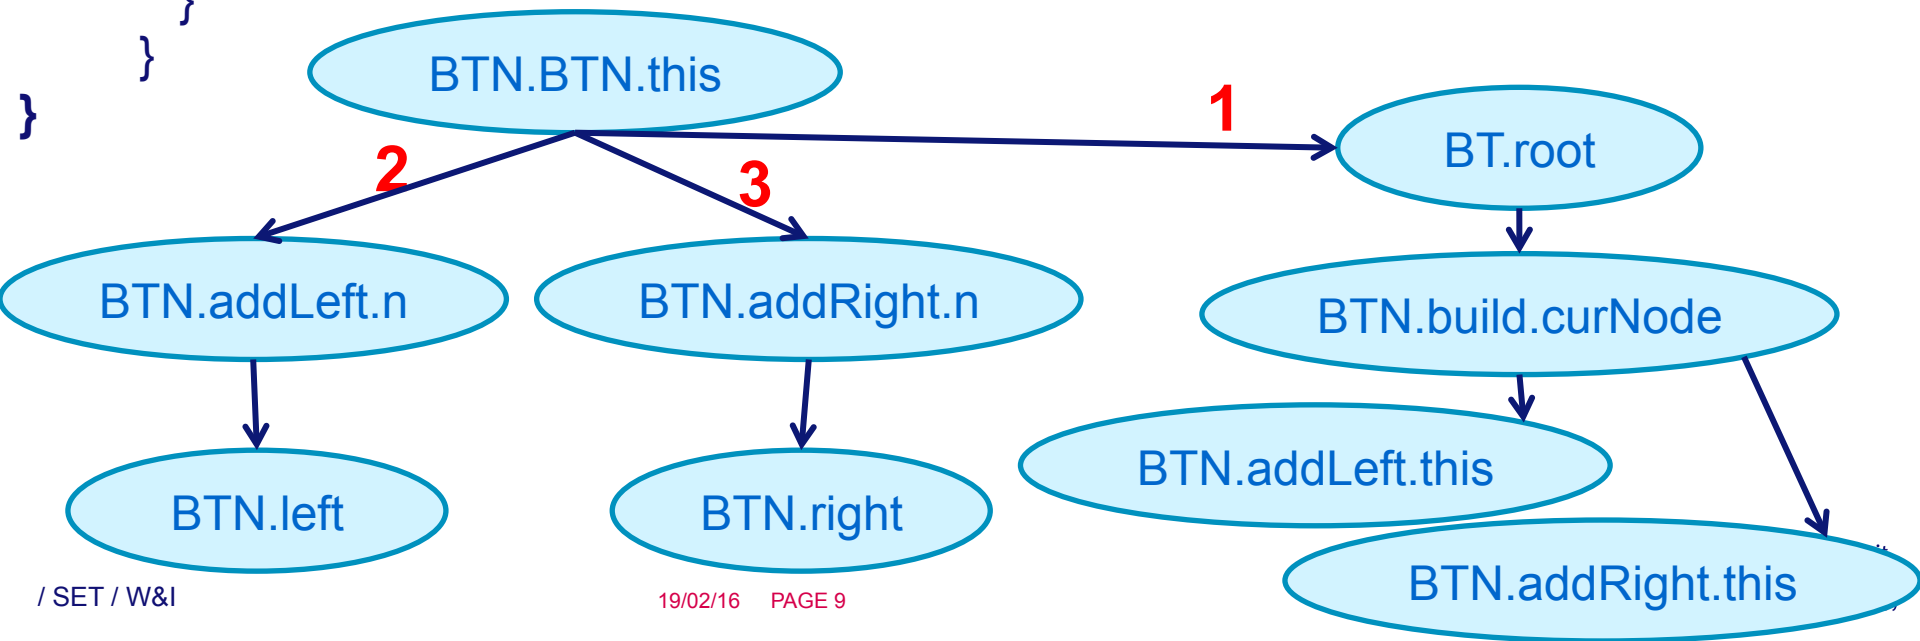 }
}
}
BTN.BTN.this
1
BT.root
2
3
BTN.addLeft.n
BTN.addRight.n
BTN.build.curNode
BTN.addLeft.this
BTN.left
BTN.right
BTN.addRight.this
/ SET / W&I
19/02/16 PAGE 9